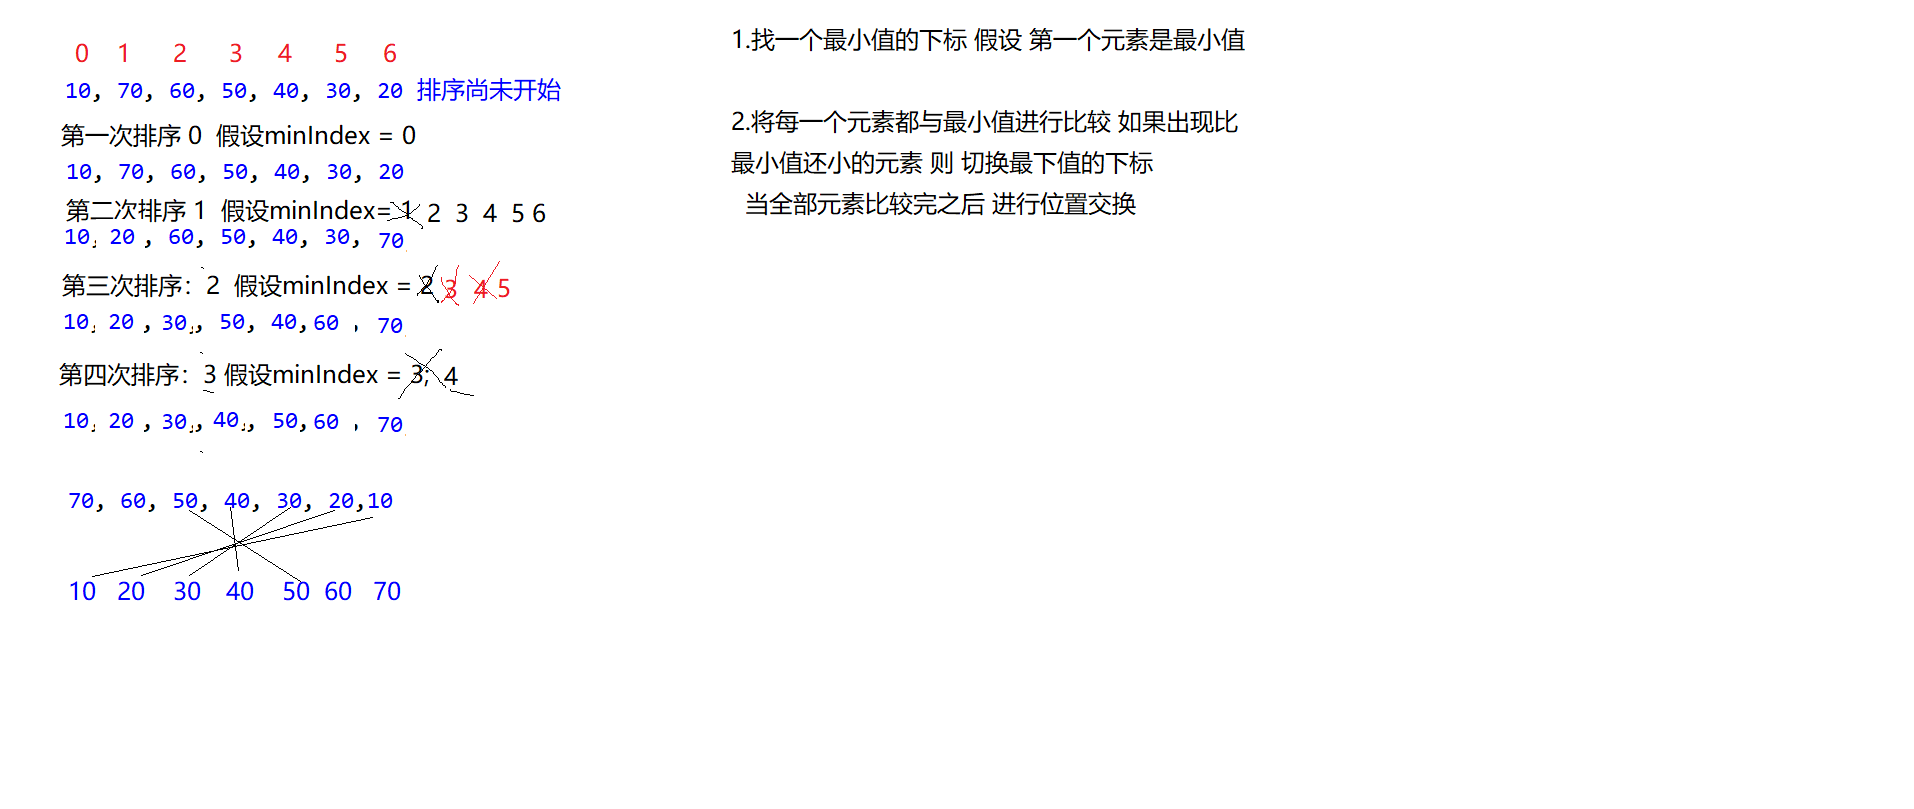 0 1 2 3 4 5 6
10, 70, 60, 50, 40, 30, 20 排序尚未开始
第一次排序 0 假设minIndex = 0
10, 70, 60, 50, 40, 30, 20
第二次排序 1 假设minIndex= 1 2 3 4 5 6
10, 20 , 60, 50, 40, 30, 70
第三次排序：2 假设minIndex = 2 3 4 5
10, 20 ,30,, 50, 40,60 , 70
第四次排序：3 假设minIndex = 3; 4
10, 20 ,30,, 40,, 50,60 , 70
70, 60, 50, 40, 30, 20,10
10 20 30 40 50 60 70
1.找一个最小值的下标 假设 第一个元素是最小值
2.将每一个元素都与最小值进行比较 如果出现比
最小值还小的元素 则 切换最下值的下标
当全部元素比较完之后 进行位置交换